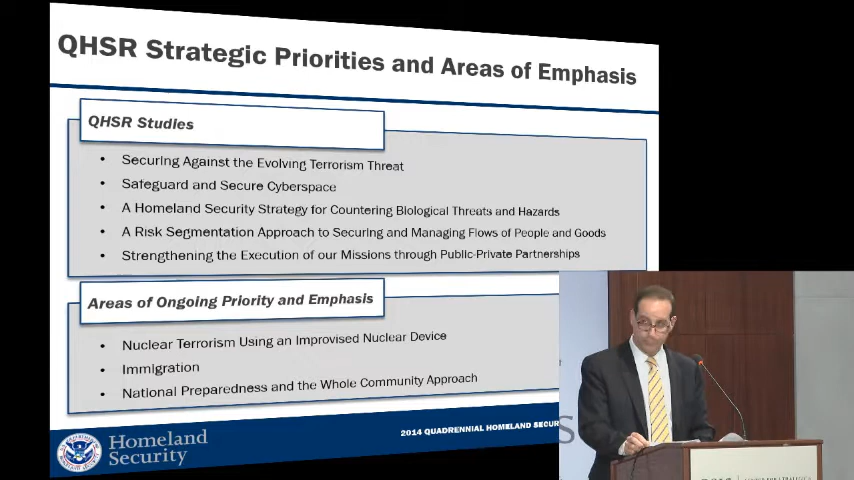 QHSR Strategic Priorities and Areas of Emphasis
QHSR Studies
• Securing Against the Evolving Terrorism Threat
• Safeguard and Secure Cyberspace
• A Homeland Security Strategy for Countering Biological Threats and Hazards
• A Risk Segmentation Approach to Securing and Managing Flows of People and Goods
• Strengthening the Execution of our Missions through Public-Private Partnerships
Areas of Ongoing Priority and Emphasis
• Nuclear Terrorism Using an Improvised Nuclear Device
• Immigration
• National Preparedness and the Whole Community Approach
Homeland
Security
2014 QUADRENNIAL HOMELAND